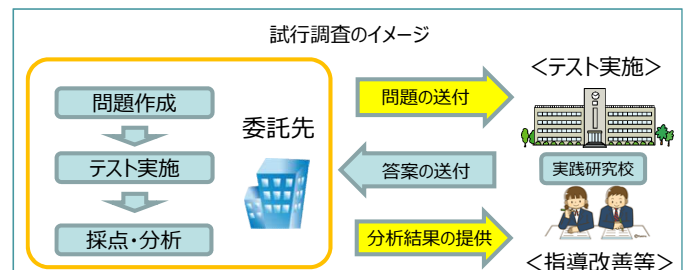 試行調査のイメージ
＜テスト実施＞
問題作成
問題の送付
委託先
テスト実施
答案の送付
実践研究校
採点・分析
分析結果の提供
＜指導改善等＞